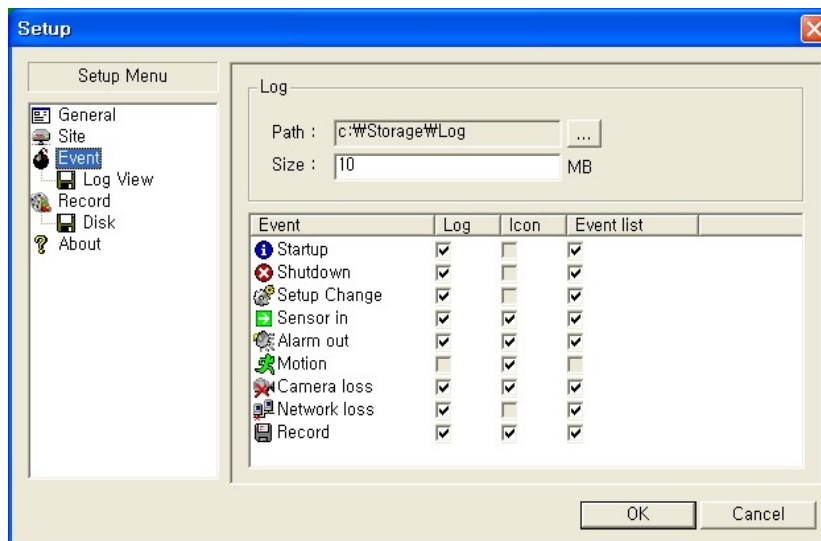 Setup
Setup Menu
General
Site
Event
Log View
Record
Disk
About
Log
Path : c:₩Storage₩Log ...
Size : 10 MB
Event Log Icon Event list
Startup
Shutdown
Setup Change
Sensor in
Alarm out
Motion
Camera loss
Network loss
Record
OK Cancel